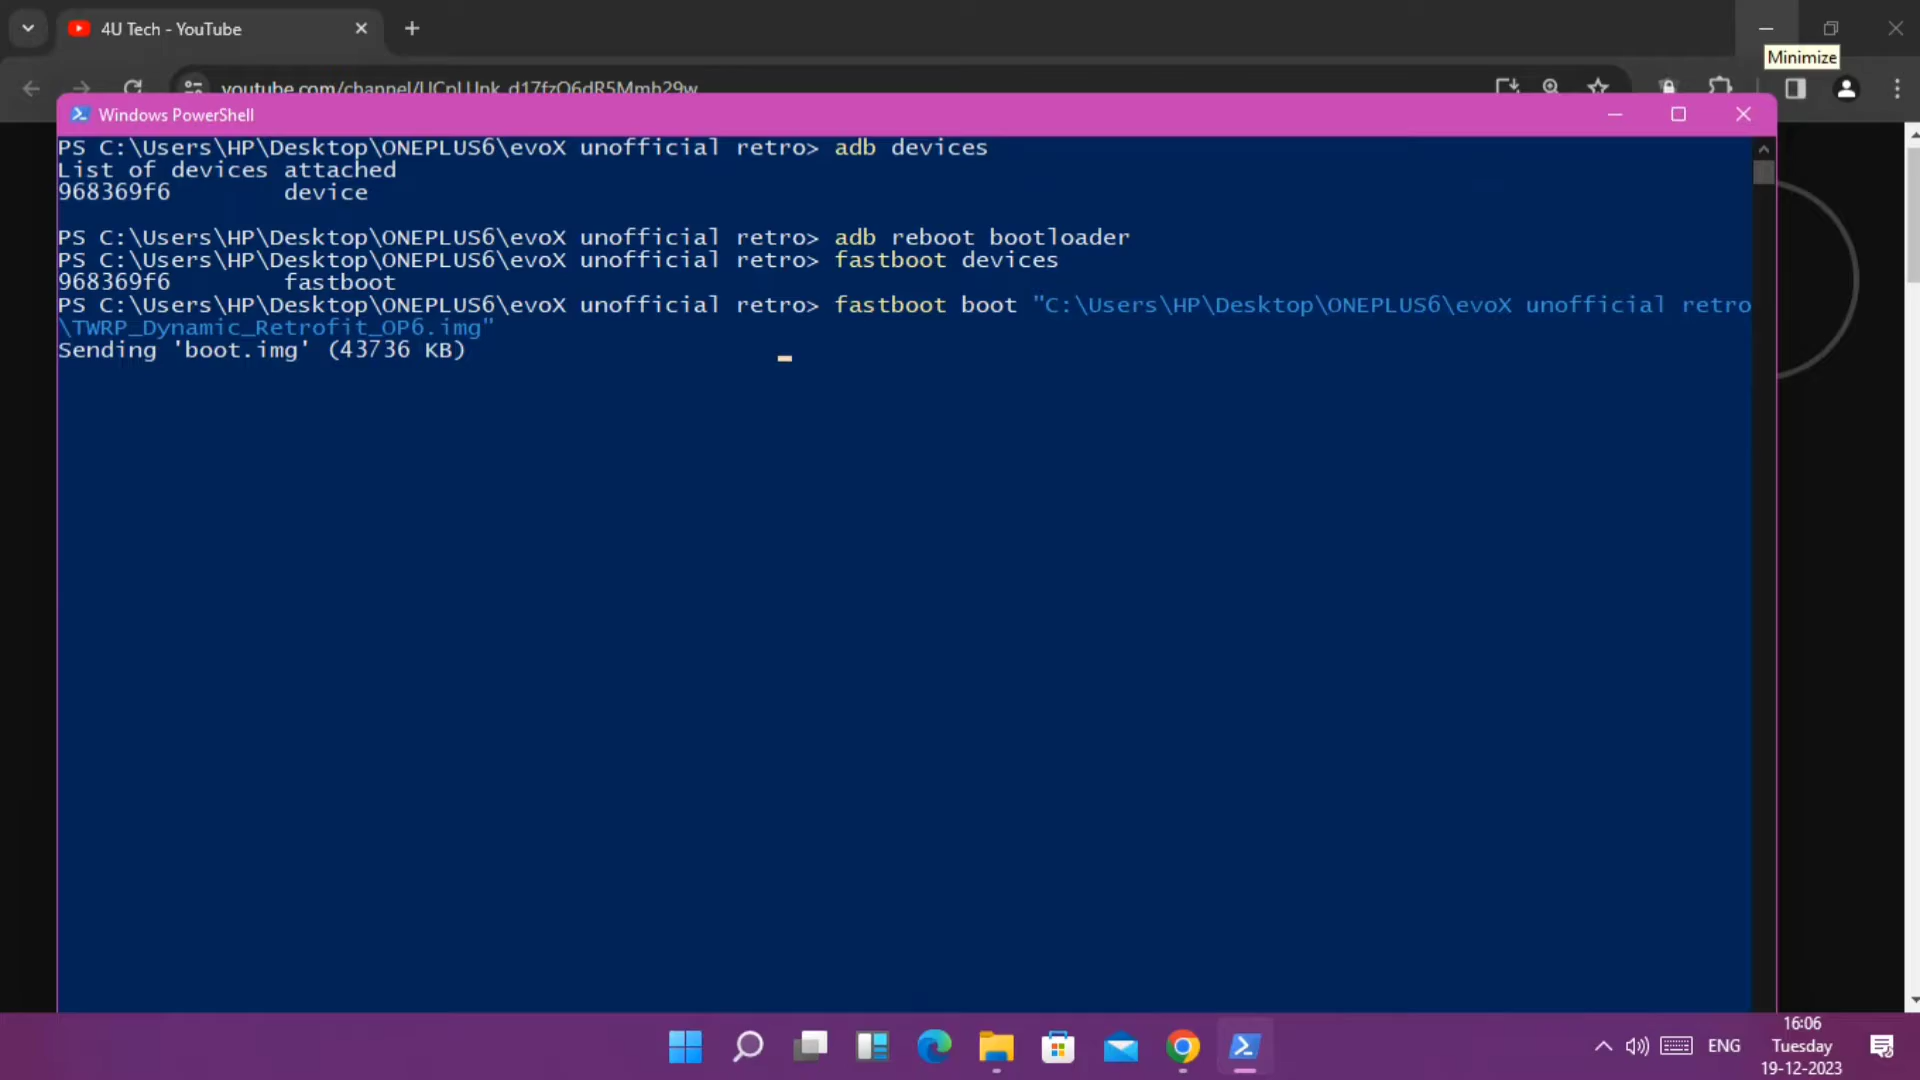 4U Tech - YouTube
Minimize
Windows PowerShell
PS C:\Users\HP\Desktop\ONEPLUS6\evoX unofficial retro> adb devices
List of devices attached
968369f6 device
PS C:\Users\HP\Desktop\ONEPLUS6\evoX unofficial retro> adb reboot bootloader
PS C:\Users\HP\Desktop\ONEPLUS6\evoX unofficial retro> fastboot devices
968369f6 fastboot
PS C:\Users\HP\Desktop\ONEPLUS6\evoX unofficial retro> fastboot boot "C:\Users\HP\Desktop\ONEPLUS6\evoX unofficial retro
\TWRP_Dynamic_Retrofit_OP6.img"
Sending 'boot.img' (43736 KB)
ENG
16:06
Tuesday
19-12-2023